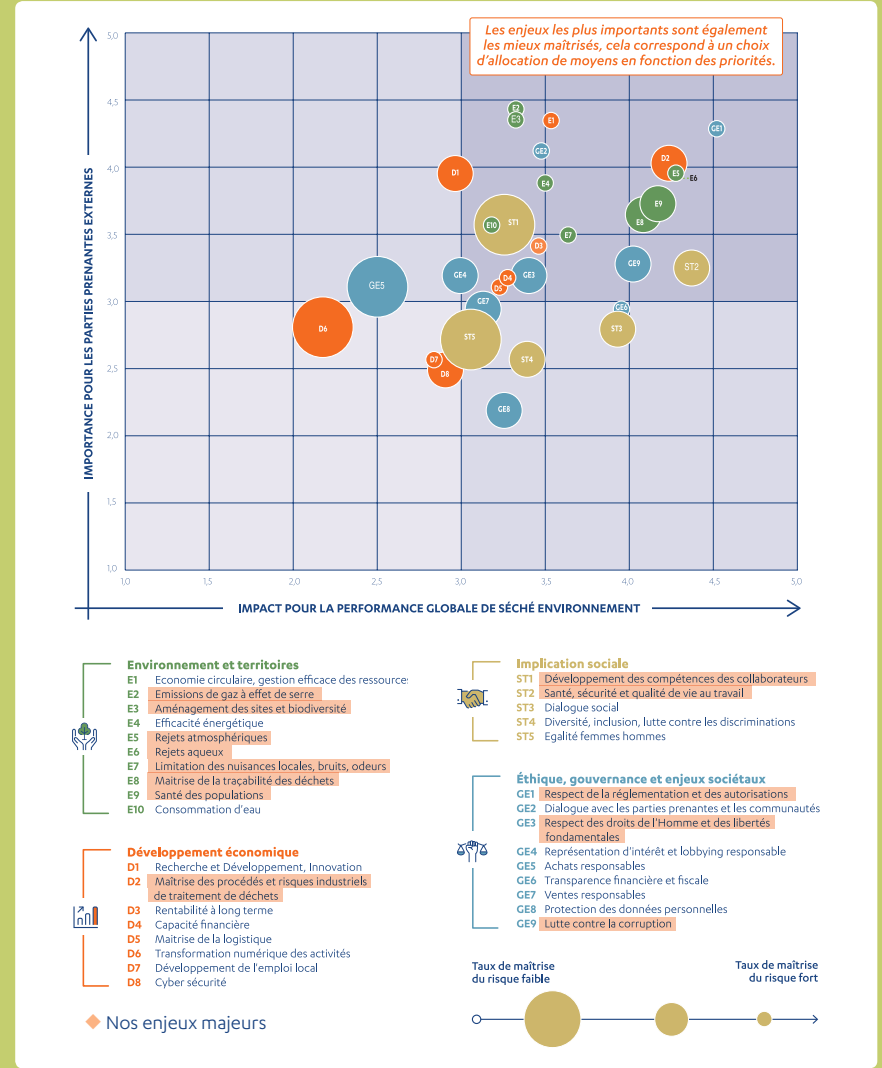 Les enjeux les plus importants sont également
les mieux maîtrisés, cela correspond à un choix
d'allocation de moyens en fonction des priorités.
IMPORTANCE POUR LES PARTIES PRENANTES EXTERNES
5,0
4,5
4,0
3,5
3,0
2,5
2,0
1,5
1,0
E2
E3
E1
GE1
GE2
D1
D2
E5
E6
E4
E9
E8
ST1
E10
E7
D3
GE5
GE4
D4
GE3
D5
GE9
ST2
GE7
GE6
D6
ST5
ST3
D7
D8
ST4
GE8
1,0
1,5
2,0
2,5
3,0
3,5
4,0
4,5
5,0
IMPACT POUR LA PERFORMANCE GLOBALE DE SÉCHÉ ENVIRONNEMENT
Environnement et territoires
E1 Economie circulaire, gestion efficace des ressources
E2 Emissions de gaz à effet de serre
E3 Aménagement des sites et biodiversité
E4 Efficacité énergétique
E5 Rejets atmosphériques
E6 Rejets aqueux
E7 Limitation des nuisances locales, bruits, odeurs
E8 Maitrise de la traçabilité des déchets
E9 Santé des populations
E10 Consommation d'eau
Développement économique
D1 Recherche et Développement, Innovation
D2 Maîtrise des procédés et risques industriels
de traitement de déchets
D3 Rentabilité à long terme
D4 Capacité financière
D5 Maitrise de la logistique
D6 Transformation numérique des activités
D7 Développement de l'emploi local
D8 Cyber sécurité
Nos enjeux majeurs
Implication sociale
ST1 Développement des compétences des collaborateurs
ST2 Santé, sécurité et qualité de vie au travail
ST3 Dialogue social
ST4 Diversité, inclusion, lutte contre les discriminations
ST5 Egalité femmes hommes
Éthique, gouvernance et enjeux sociétaux
GE1 Respect de la réglementation et des autorisations
GE2 Dialogue avec les parties prenantes et les communautés
GE3 Respect des droits de l'Homme et des libertés
fondamentales
GE4 Représentation d'intérêt et lobbying responsable
GE5 Achats responsables
GE6 Transparence financière et fiscale
GE7 Ventes responsables
GE8 Protection des données personnelles
GE9 Lutte contre la corruption
Taux de maîtrise
du risque faible
Taux de maîtrise
du risque fort